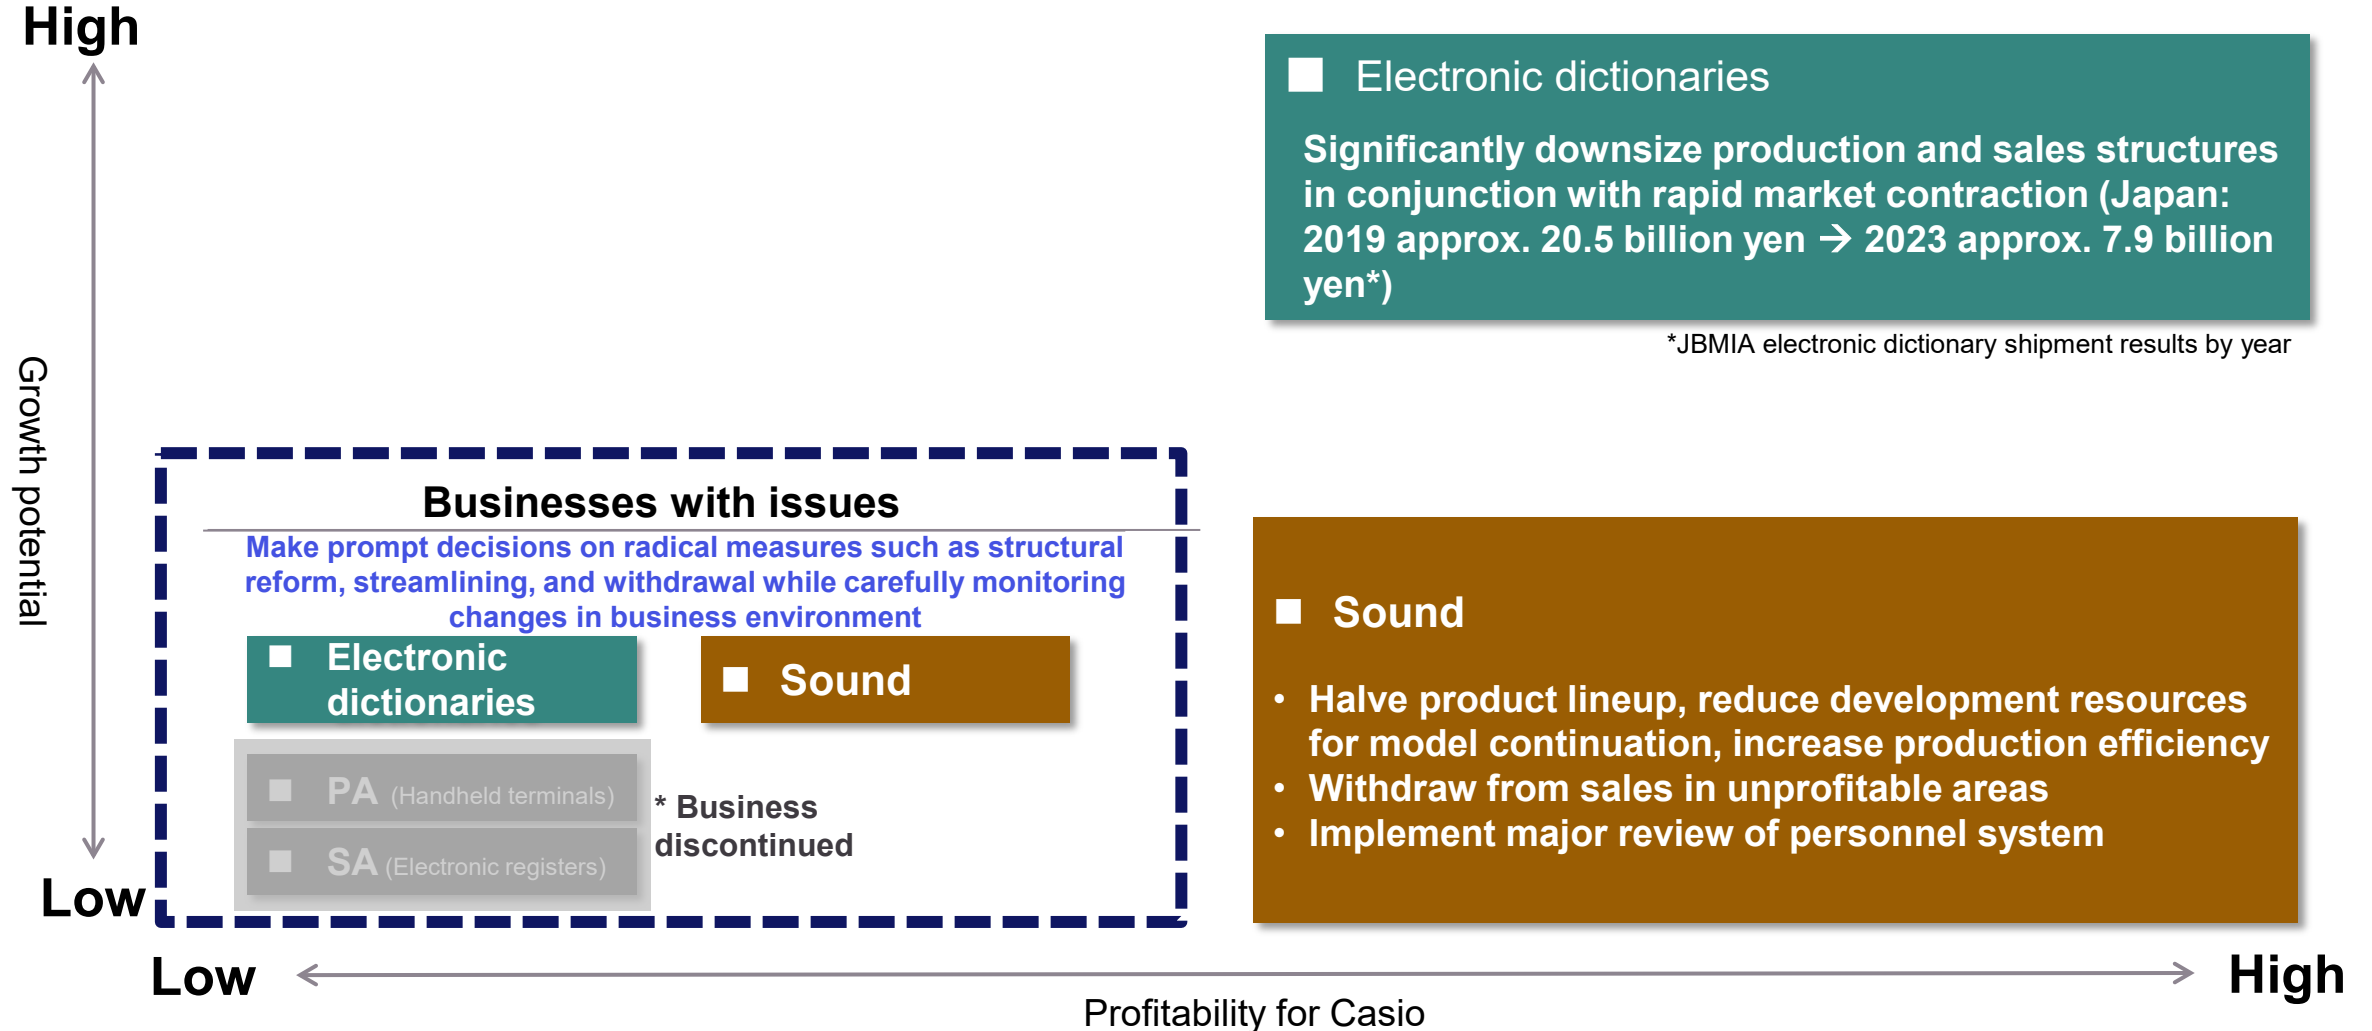 High
■ Electronic dictionaries
Significantly downsize production and sales structures
in conjunction with rapid market contraction (Japan:
2019 approx. 20.5 billion yen → 2023 approx. 7.9 billion
yen*)
*JBMIA electronic dictionary shipment results by year
Growth potential
Businesses with issues
Make prompt decisions on radical measures such as structural
reform, streamlining, and withdrawal while carefully monitoring
changes in business environment
■ Electronic
dictionaries
■ Sound
■ PA (Handheld terminals)
■ SA (Electronic registers)
* Business
discontinued
■ Sound
• Halve product lineup, reduce development resources
for model continuation, increase production efficiency
• Withdraw from sales in unprofitable areas
• Implement major review of personnel system
Low
Low
High
Profitability for Casio